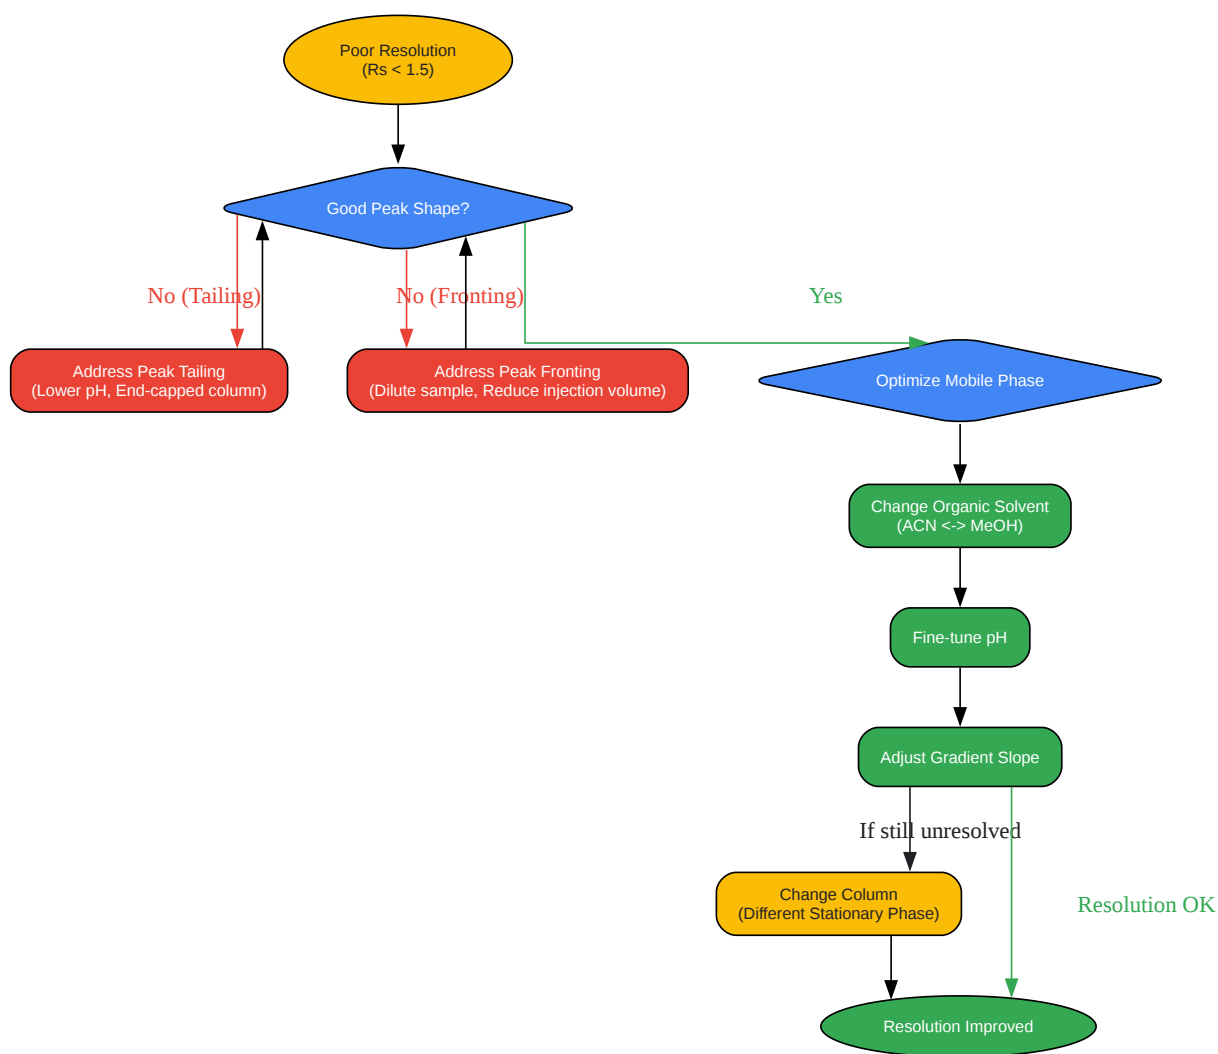 Poor Resolution
(Rs < 1.5)
Good Peak Shape?
No (Tailing)
No (Fronting)
Yes
Address Peak Tailing
(Lower pH, End-capped column)
Address Peak Fronting
(Dilute sample, Reduce injection volume)
Optimize Mobile Phase
Change Organic Solvent
(ACN <-> MeOH)
Fine-tune pH
Adjust Gradient Slope
If still unresolved
Change Column
(Different Stationary Phase)
Resolution OK
Resolution Improved